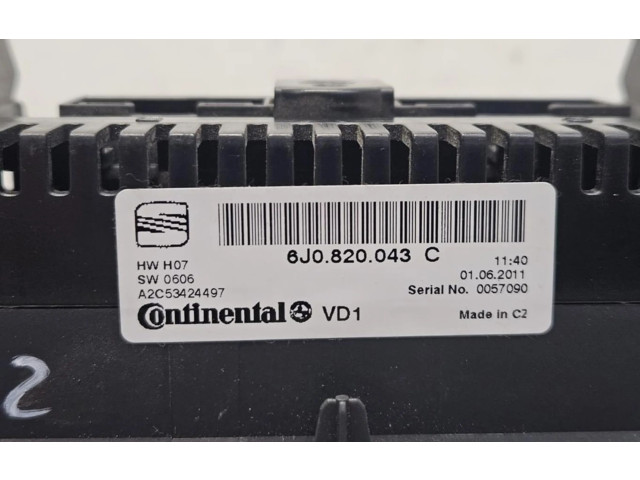 6J0.820.043 C
HW H07
11:40
SW 0606
01.06.2011
A2C53424497
Serial No. 0057090
Continental VD1
Made in CZ
2